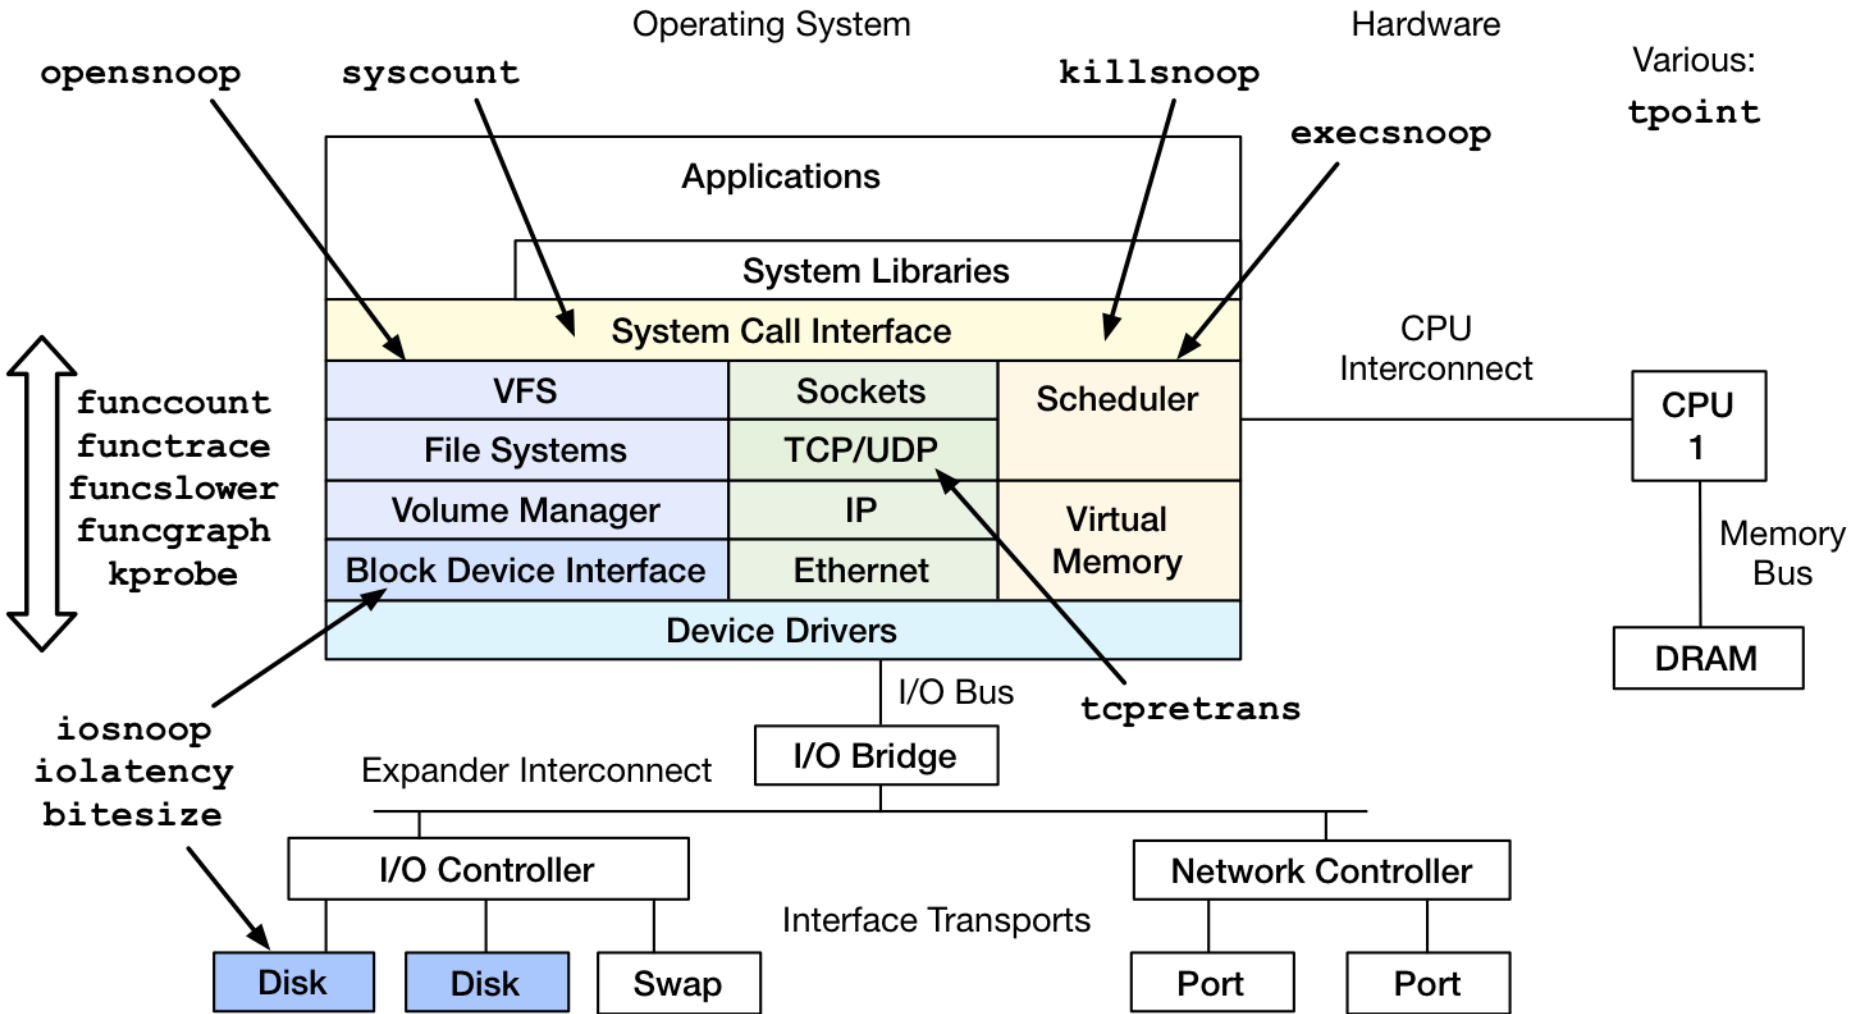 Operating System
Hardware
opensnoop
syscount
killsnoop
Various:
tpoint
execsnoop
Applications
System Libraries
System Call Interface
CPU
Interconnect
VFS
Sockets
Scheduler
CPU
1
funccount
functrace
funcslower
funcgraph
kprobe
File Systems
TCP/UDP
Volume Manager
IP
Virtual
Memory
Memory
Bus
Block Device Interface
Ethernet
Device Drivers
DRAM
I/O Bus
tcpretrans
iosnoop
iolatency
bitesize
I/O Bridge
Expander Interconnect
I/O Controller
Network Controller
Interface Transports
Disk
Disk
Swap
Port
Port